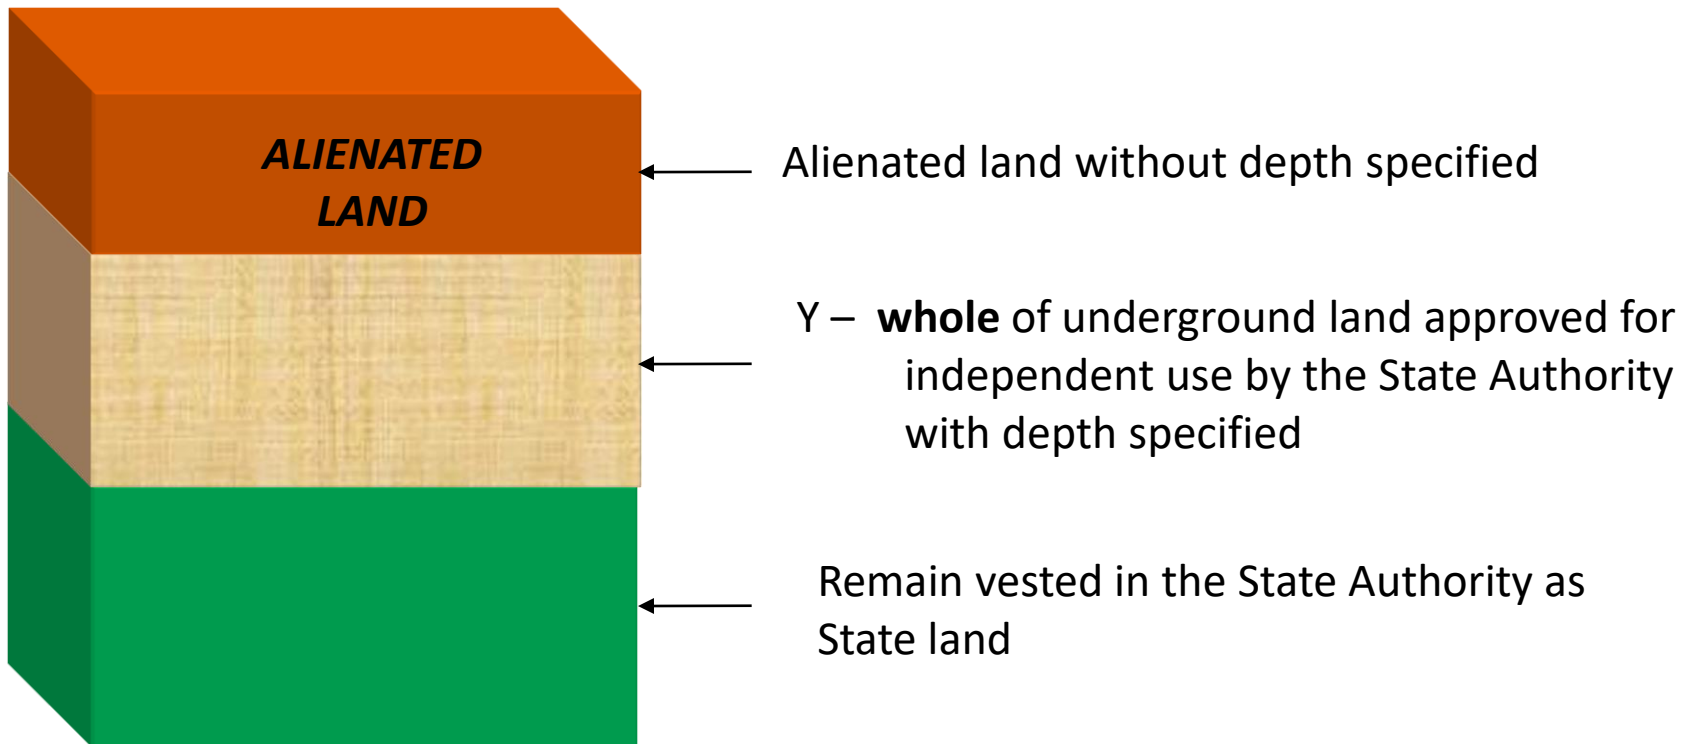 ALIENATED
LAND
Alienated land without depth specified
Y – whole of underground land approved for
independent use by the State Authority
with depth specified
Remain vested in the State Authority as
State land